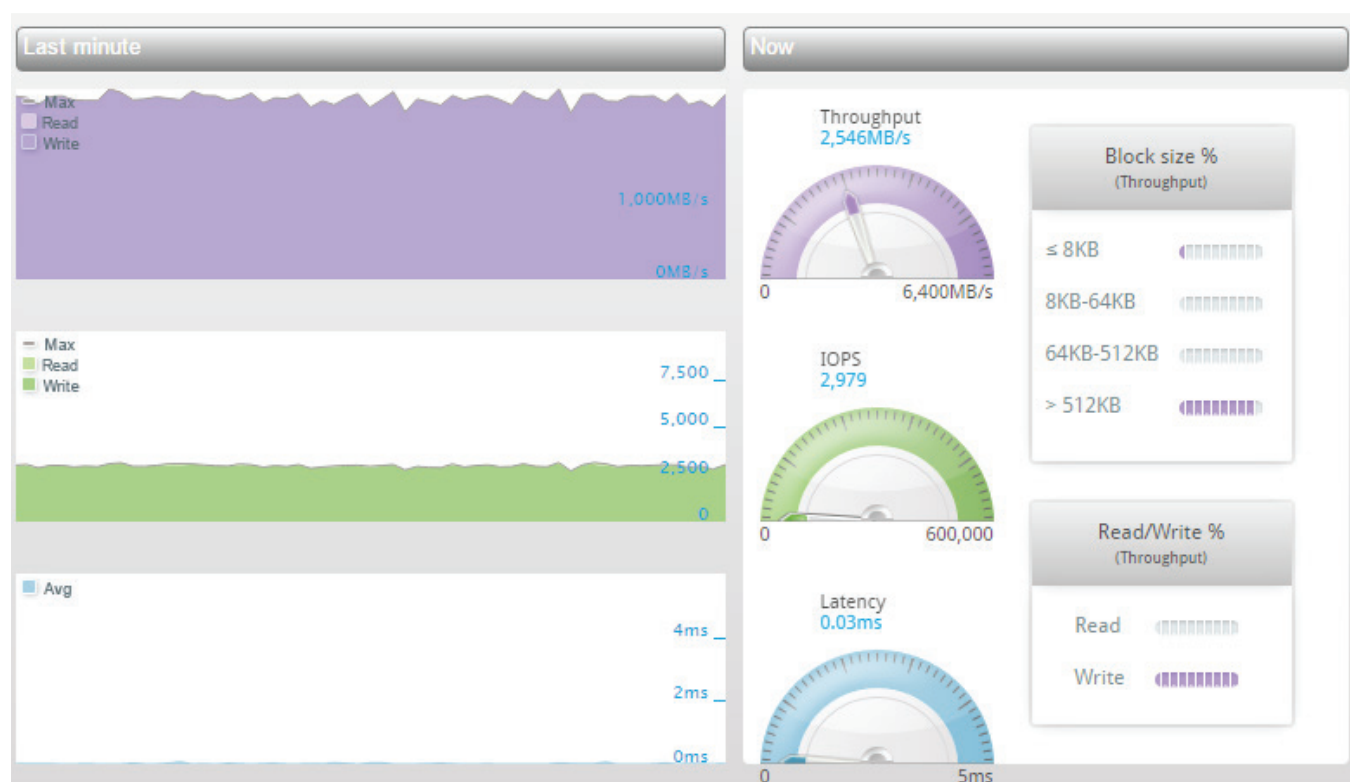 Last minute
Max
Read
Write
1,000MB/s
0MB/s
Max
Read
Write
7,500
5,000
2,500
0
Avg
4ms
2ms
0ms
Now
Throughput
2,546MB/s
0
6,400MB/s
IOPS
2,979
0
600,000
Latency
0.03ms
0
5ms
Block size %
(Throughput)
≤ 8KB
8KB-64KB
64KB-512KB
> 512KB
Read/Write %
(Throughput)
Read
Write